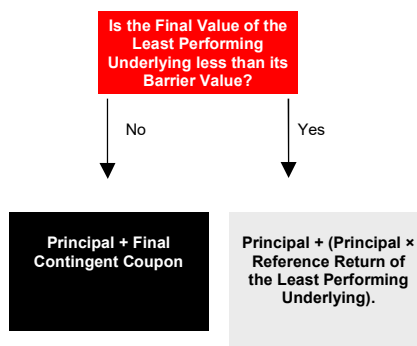 Is the Final Value of the
Least Performing
Underlying less than its
Barrier Value?
No
Yes
Principal + Final
Contingent Coupon
Principal + (Principal ×
Reference Return of
the Least Performing
Underlying).